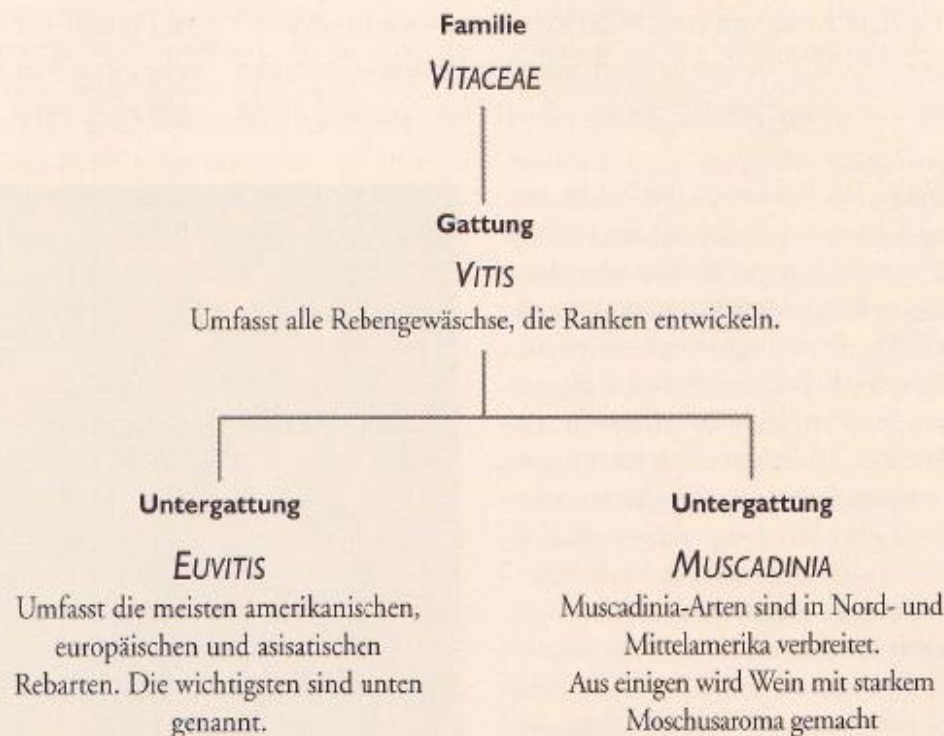 Familie
VITACEAE
Gattung
VITIS
Umfasst alle Rebengewäschse, die Ranken entwickeln.
Untergattung
EUVITIS
Umfasst die meisten amerikanischen,
europäischen und asisatischen
Rebarten. Die wichtigsten sind unten
genannt.
Untergattung
MUSCADINIA
Muscadinia-Arten sind in Nord- und
Mittelamerika verbreitet.
Aus einigen wird Wein mit starkem
Moschusaroma gemacht